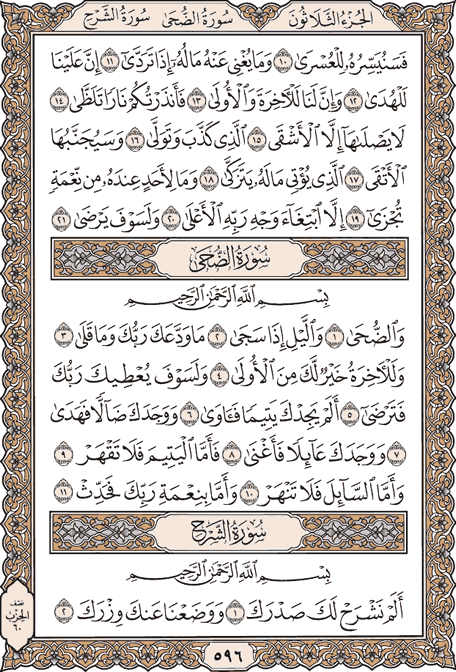 الجُزْءُ الثَّلَاثُونَ سُورَةُ الضُّحَى سُورَةُ الشَّرْحِ
فَسَنُيَسِّرُهُۥ لِلْعُسْرَىٰ ١٠ وَمَا يُغْنِى عَنْهُ مَالُهُۥٓ إِذَا تَرَدَّىٰٓ ١١ إِنَّ عَلَيْنَا
لَلْهُدَىٰ ١٢ وَإِنَّ لَنَا لَلْـَٔاخِرَةَ وَٱلْأُولَىٰ ١٣ فَأَنذَرْتُكُمْ نَارًا تَلَظَّىٰ ١٤
لَا يَصْلَىٰهَآ إِلَّا ٱلْأَشْقَى ١٥ ٱلَّذِى كَذَّبَ وَتَوَلَّىٰ ١٦ وَسَيُجَنَّبُهَا
ٱلْأَتْقَى ١٧ ٱلَّذِى يُؤْتِى مَالَهُۥ يَتَزَكَّىٰ ١٨ وَمَا لِأَحَدٍ عِندَهُۥ مِن نِّعْمَةٍ
تُجْزَىٰٓ ١٩ إِلَّا ٱبْتِغَآءَ وَجْهِ رَبِّهِ ٱلْأَعْلَىٰ ٢٠ وَلَسَوْفَ يَرْضَىٰ ٢١
سُورَةُ الضُّحَى
بِسْمِ ٱللَّهِ ٱلرَّحْمَٰنِ ٱلرَّحِيمِ
وَٱلضُّحَىٰ ١ وَٱلَّيْلِ إِذَا سَجَىٰ ٢ مَا وَدَّعَكَ رَبُّكَ وَمَا قَلَىٰ ٣
وَلَلْـَٔاخِرَةُ خَيْرٌ لَّكَ مِنَ ٱلْأُولَىٰ ٤ وَلَسَوْفَ يُعْطِيكَ رَبُّكَ
فَتَرْضَىٰٓ ٥ أَلَمْ يَجِدْكَ يَتِيمًا فَـَٔاوَىٰ ٦ وَوَجَدَكَ ضَآلًّا فَهَدَىٰ
٧ وَوَجَدَكَ عَآئِلًا فَأَغْنَىٰ ٨ فَأَمَّا ٱلْيَتِيمَ فَلَا تَقْهَرْ ٩
وَأَمَّا ٱلسَّآئِلَ فَلَا تَنْهَرْ ١٠ وَأَمَّا بِنِعْمَةِ رَبِّكَ فَحَدِّثْ ١١
سُورَةُ الشَّرْحِ
بِسْمِ ٱللَّهِ ٱلرَّحْمَٰنِ ٱلرَّحِيمِ
أَلَمْ نَشْرَحْ لَكَ صَدْرَكَ ١ وَوَضَعْنَا عَنكَ وِزْرَكَ ٢
نصف
الحزب
٦٠
٥٩٦